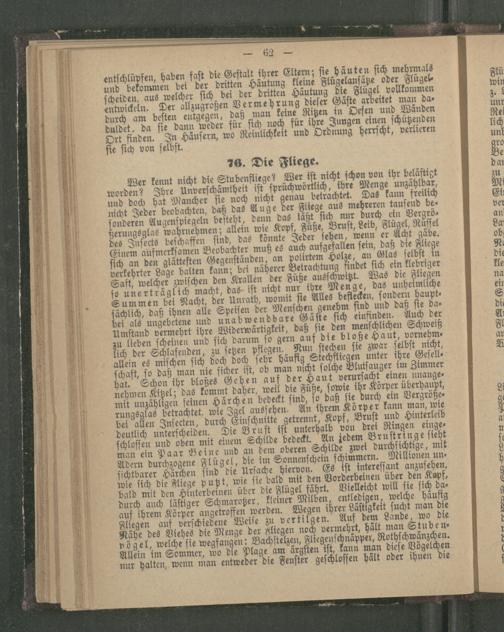 — 62 —
entschlüpfen, haben fast die Gestalt ihrer Eltern; sie häuten sich mehrmals
und bekommen bei der dritten Häutung kleine Flügelansätze oder Flügel-
scheiden, aus welcher sich bei der dritten Häutung die Flügel vollkommen
entwickeln. Der allzugroßen Vermehrung dieser Gäste arbeitet man da-
durch am besten entgegen, daß man keine Ritzen in Oefen und Wänden
duldet, da sie dann weder für sich noch für ihre Jungen einen schützenden
Ort finden. In Häusern, wo Reinlichkeit und Ordnung herrscht, verlieren
sie sich von selbst.
76. Die Fliege.
Wer kennt nicht die Stubenfliege? Wer ist nicht schon von ihr belästigt
worden? Ihre Unverschämtheit ist sprüchwörtlich, ihre Menge unzählbar,
und doch hat Mancher sie noch nicht genau betrachtet. Das kann freilich
nicht Jeder beobachten, daß das Auge der Fliege aus mehreren tausend be-
sonderen Augenspiegeln besteht, denn das läßt sich nur durch ein Vergrö-
ßerungsglas wahrnehmen; allein wie Kopf, Füße, Brust, Leib, Flügel, Rüssel
des Insects beschaffen sind, das könnte Jeder sehen, wenn er Acht gäbe.
Einem aufmerksamen Beobachter muß es auch aufgefallen sein, daß die Fliege
sich an den glättesten Gegenständen, an polirtem Holze, an Glas selbst in
verkehrter Lage halten kann; bei näherer Betrachtung findet sich ein klebriger
Saft, welcher zwischen den Krallen der Füße ausschwitzt. Was die Fliegen
so unerträglich macht, das ist nicht nur ihre Menge, das unheimliche
Summen bei Nacht, der Unrath, womit sie Alles beflecken, sondern haupt-
sächlich, daß ihnen alle Speisen der Menschen genehm sind und daß sie da-
bei als ungebetene und unabwendbare Gäste sich einfinden. Auch der
Umstand vermehrt ihre Widerwärtigkeit, daß sie den menschlichen Schweiß
zu lieben scheinen und sich darum so gern auf die bloße Haut, vornehm-
lich der Schlafenden, zu setzen pflegen. Nun stechen sie zwar selbst nicht,
allein es mischen sich doch sehr häufig Stechfliegen unter ihre Gesell-
schaft, so daß man nie sicher ist, ob man nicht solche Blutsauger im Zimmer
hat. Schon ihr bloßes Gehen auf der Haut verursacht einen unange-
nehmen Kitzel; das kommt daher, weil die Füße, sowie ihr Körper überhaupt,
mit unzähligen seinen Härchen bedeckt sind, so daß sie durch ein Vergröße-
rungsglas betrachtet, wie Igel aussehen. An ihrem Körper kann man, wie
bei allen Insecten, durch Einschnitte getrennt, Kopf, Brust und Hinterleib
deutlich unterscheiden. Die Brust ist unterhalb von drei Ringen einge-
schlossen und oben mit einem Schilde bedeckt. An jedem Brustringe sieht
man ein Paar Beine und an dem oberen Schilde zwei durchsichtige, mit
Adern durchzogene Flügel, die im Sonnenschein schimmern. Millionen un-
sichtbarer Härchen sind die Ursache hiervon. Es ist interessant anzusehen,
wie sich die Fliege putzt, wie sie bald mit den Vorderbeinen über den Kopf,
bald mit den Hinterbeinen über die Flügel fährt. Vielleicht will sie sich da-
durch auch lästiger Schmarotzer, kleiner Milben, entledigen, welche häufig
auf ihrem Körper angetroffen werden. Wegen ihrer Lästigkeit sucht man die
Fliegen auf verschiedene Weise zu vertilgen. Auf dem Lande, wo die
Nähe des Viehes die Menge der Fliegen noch vermehrt, hält man Stuben-
vögel, welche sie wegfangen: Bachstelzen, Fliegenschnäpper, Rothschwänzchen.
Allein im Sommer, wo die Plage am ärgsten ist, kann man diese Vögelchen
nur halten, wenn man entweder die Fenster geschlossen hält oder ihnen die